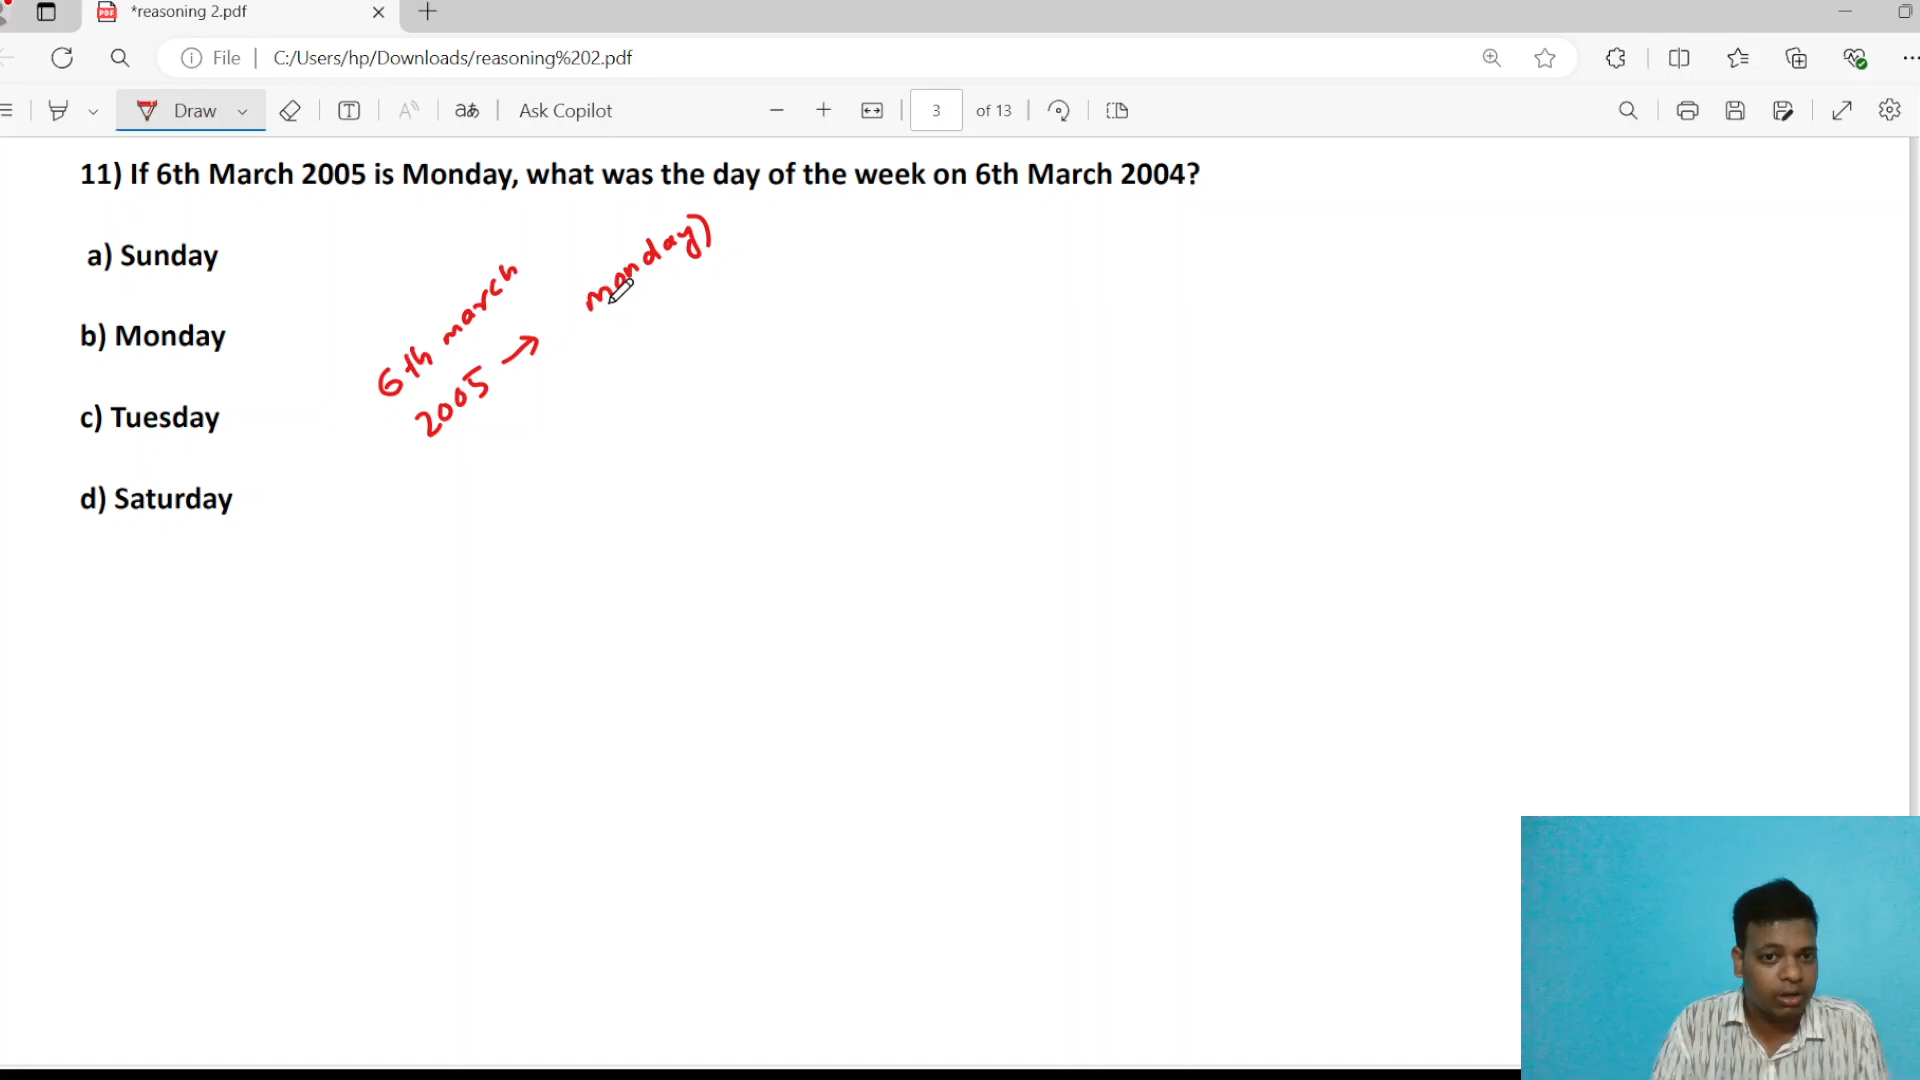 *reasoning 2.pdf
File | C:/Users/hp/Downloads/reasoning%202.pdf
Draw aあ Ask Copilot 3 of 13
11) If 6th March 2005 is Monday, what was the day of the week on 6th March 2004?
a) Sunday
b) Monday
c) Tuesday
d) Saturday
6th march
2005 →
monday)